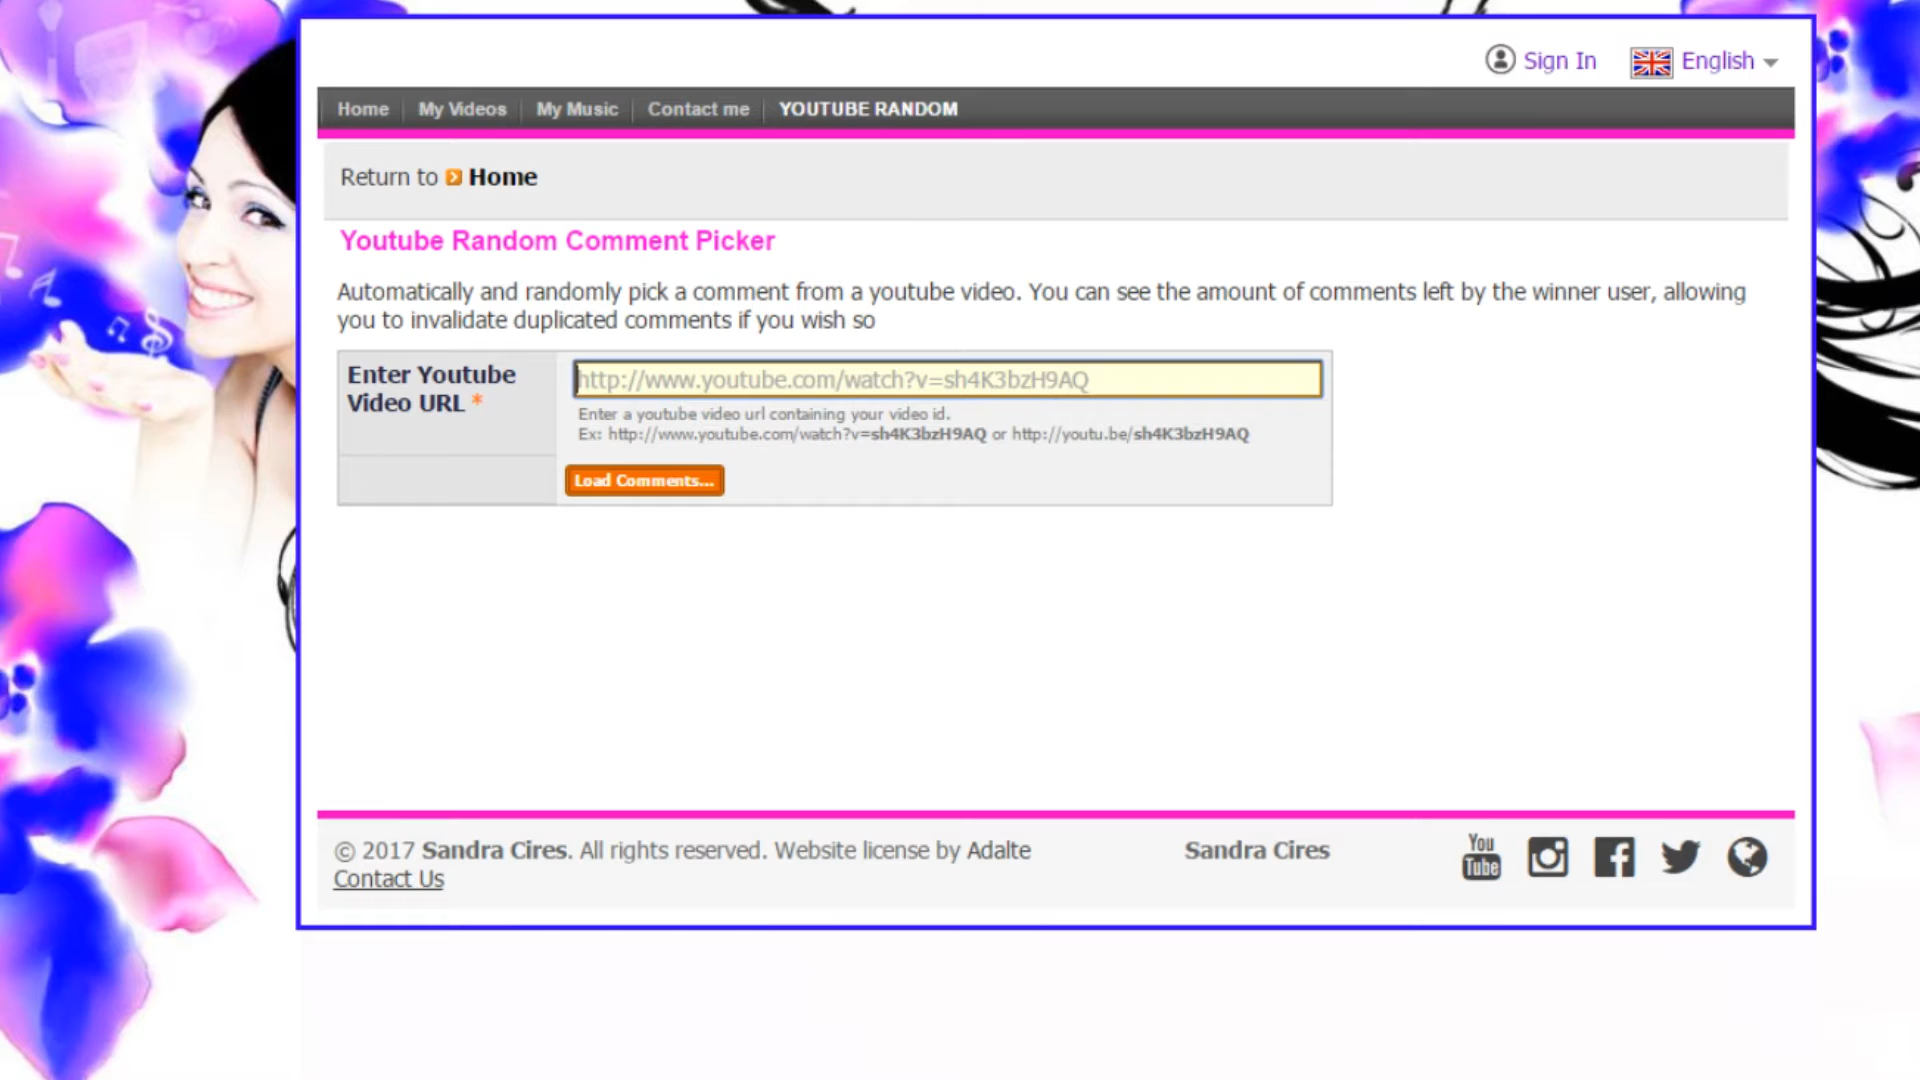 Sign In English
Home My Videos My Music Contact me YOUTUBE RANDOM
Return to Home
Youtube Random Comment Picker
Automatically and randomly pick a comment from a youtube video. You can see the amount of comments left by the winner user, allowing
you to invalidate duplicated comments if you wish so
Enter Youtube
Video URL *
http://www.youtube.com/watch?v=sh4K3bzH9AQ
Enter a youtube video url containing your video id.
Ex: http://www.youtube.com/watch?v=sh4K3bzH9AQ or http://youtu.be/sh4K3bzH9AQ
Load Comments...
© 2017 Sandra Cires. All rights reserved. Website license by Adalte
Contact Us
Sandra Cires
You
Tube